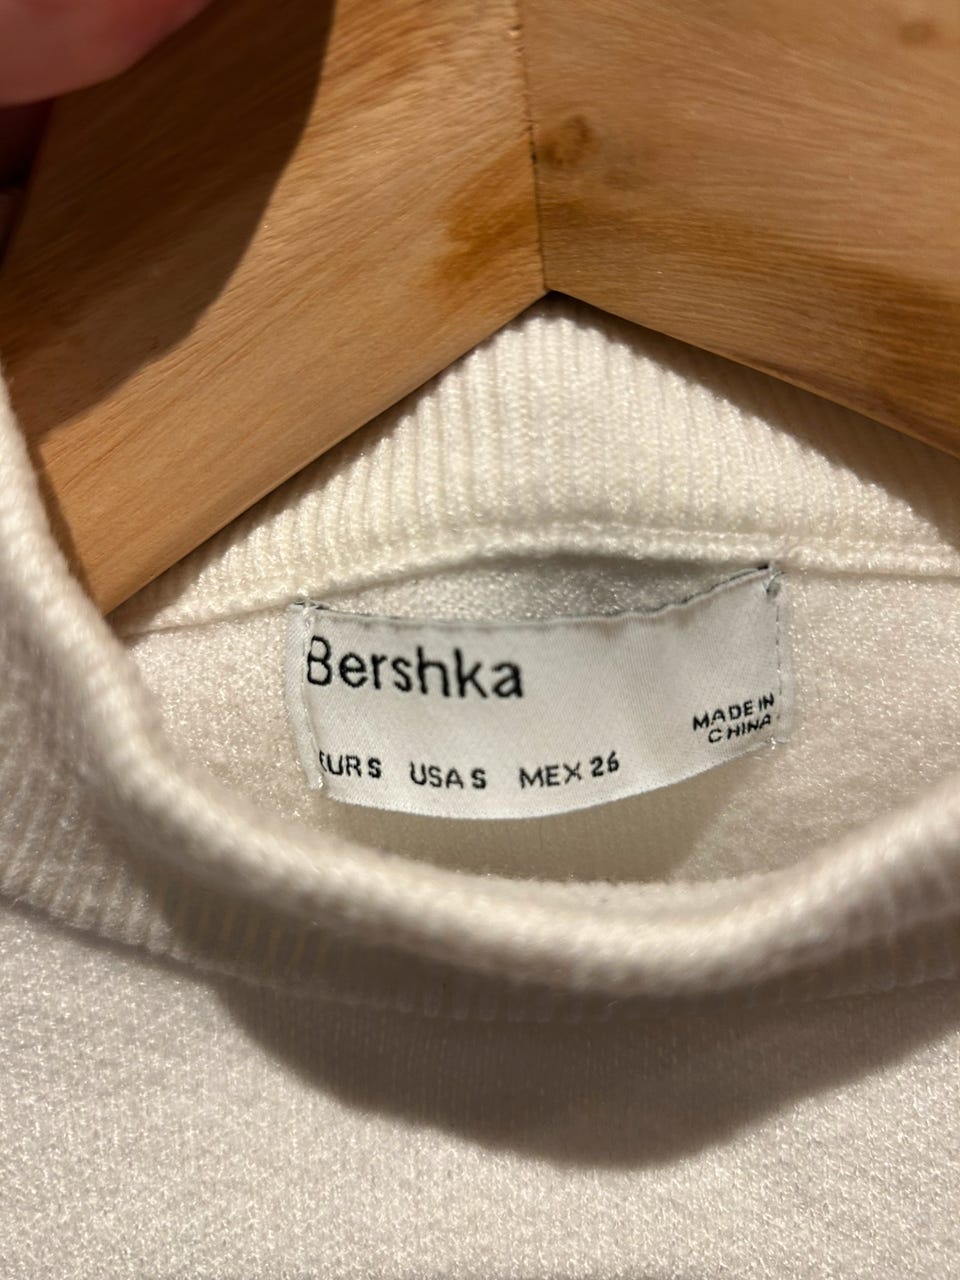 Bershka
MADE IN
CHINA
EUR S USA S MEX 26